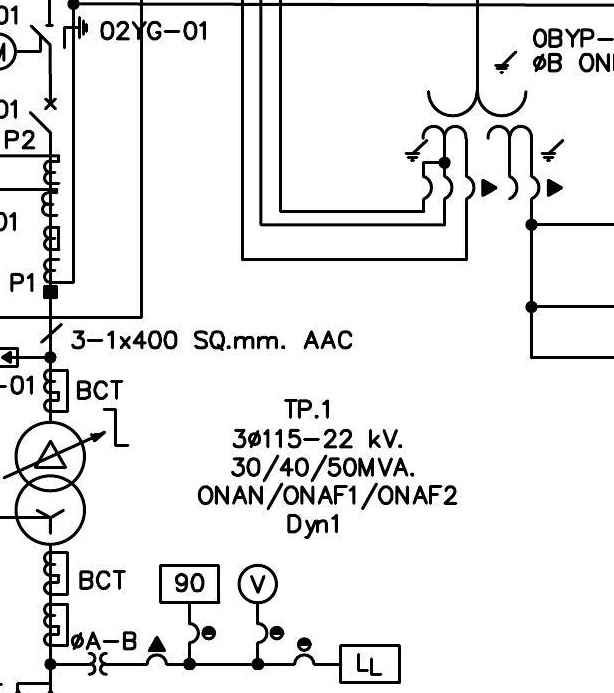 01
02YG-01
M
0BYP-
ØB ON
01
P2
01
P1
3-1x400 SQ.mm. AAC
-01
BCT
TP.1
3Ø115-22 kV.
30/40/50MVA.
ONAN/ONAF1/ONAF2
Dyn1
BCT
90
V
ØA-B
LL